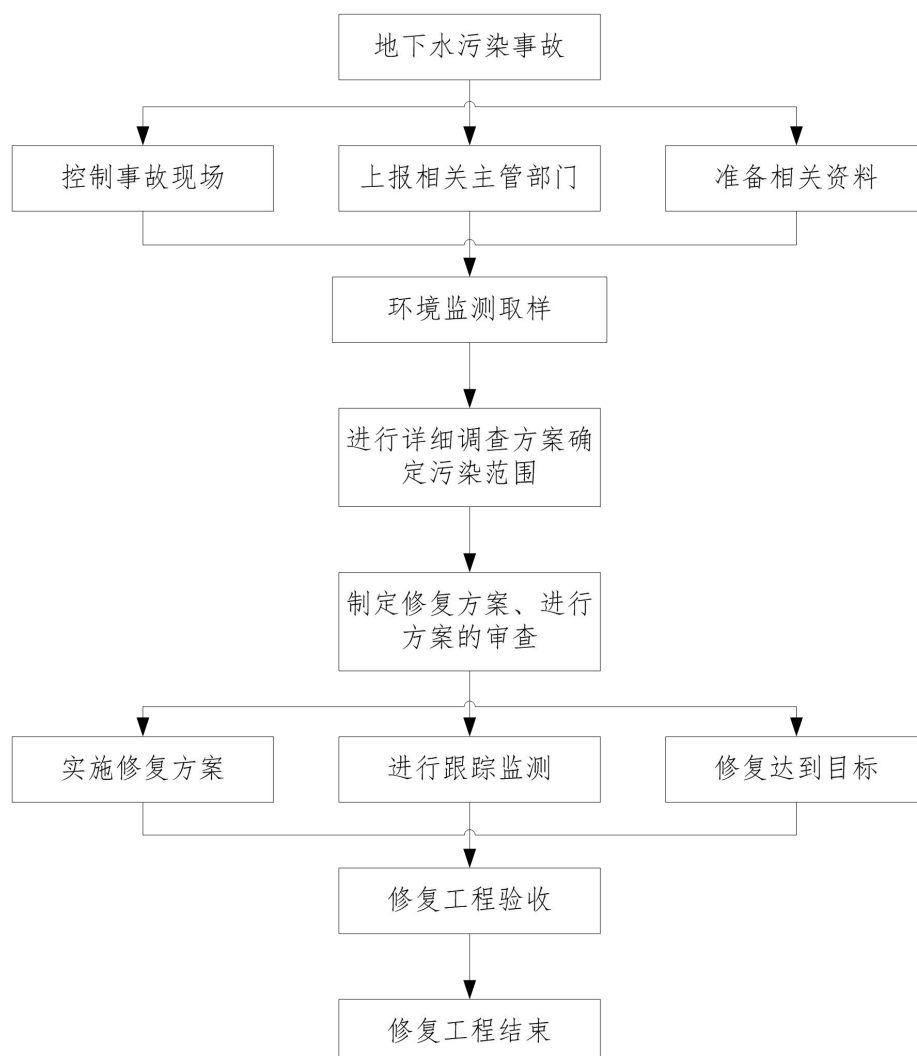 地下水污染事故
控制事故现场
上报相关主管部门
准备相关资料
环境监测取样
进行详细调查方案确
定污染范围
制定修复方案、进行
方案的审查
实施修复方案
进行跟踪监测
修复达到目标
修复工程验收
修复工程结束